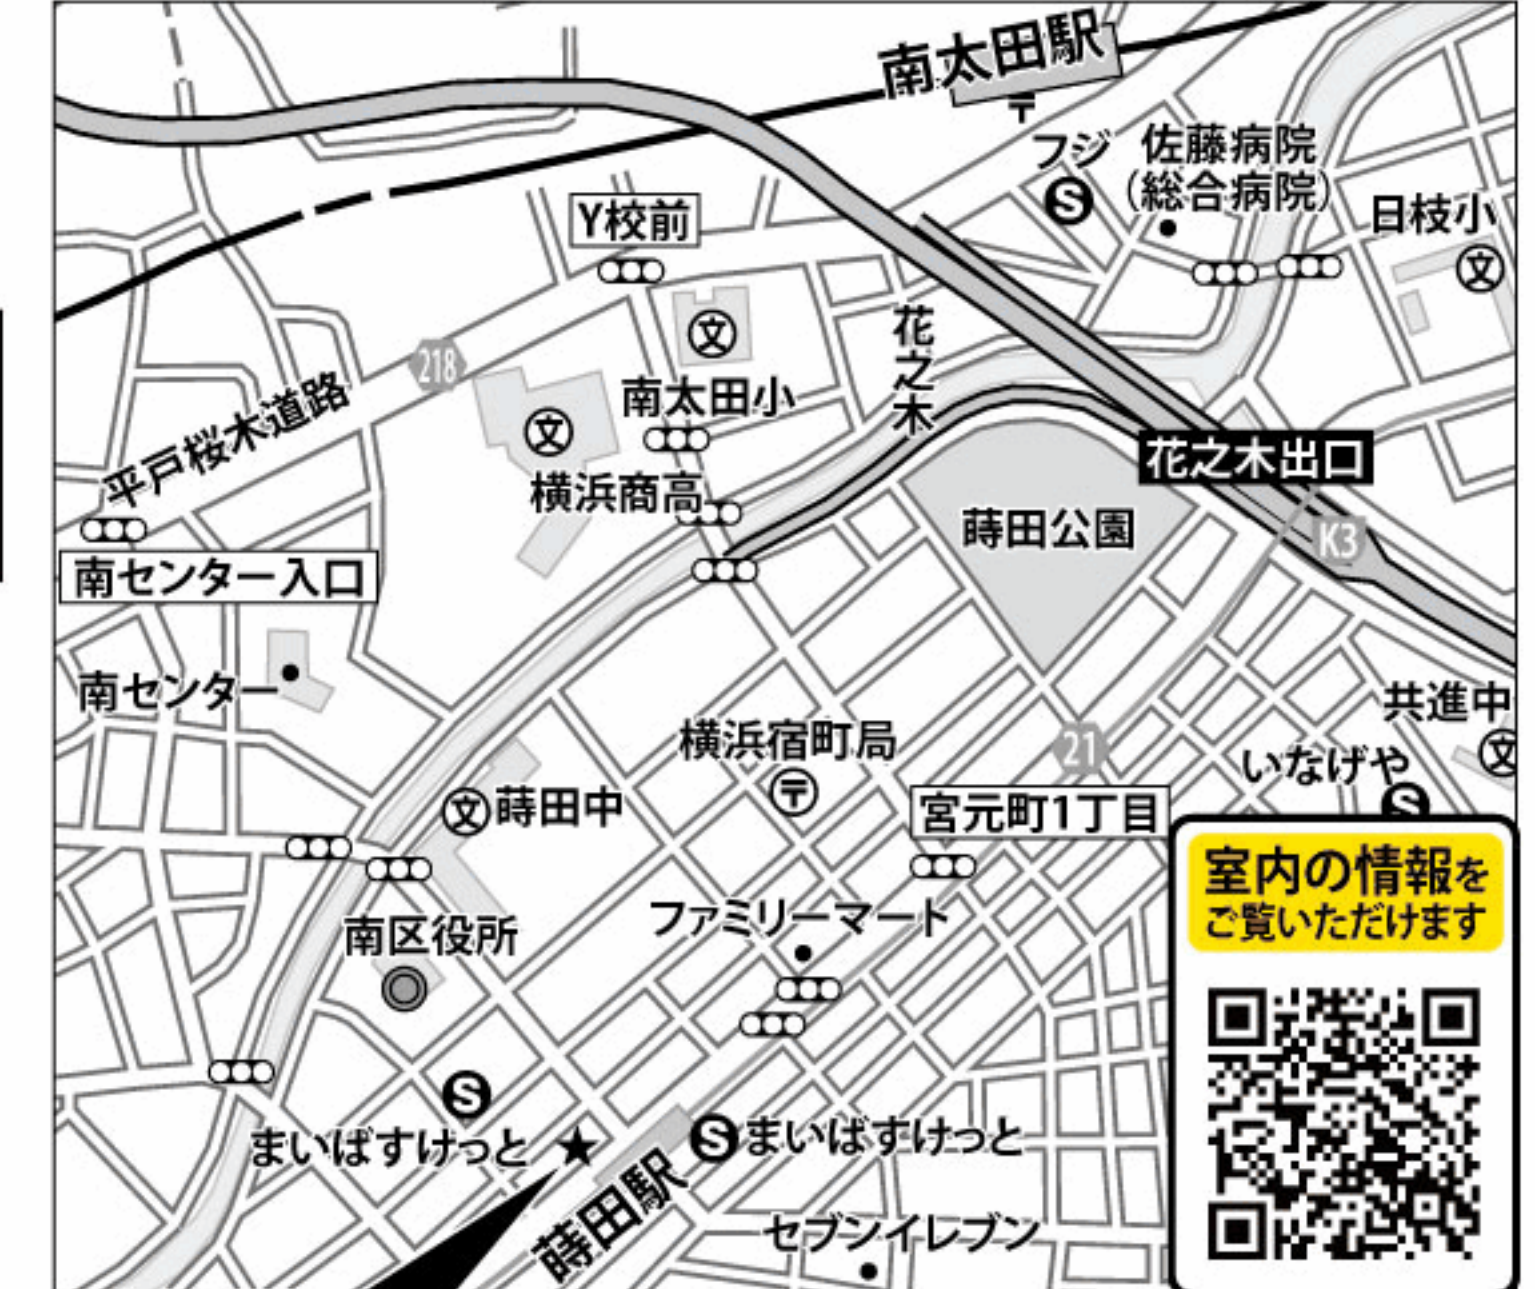 南太田駅
〒
フジ
S
佐藤病院
(総合病院)
日枝小
文
Y校前
文
218
南太田小
花之木
平戸桜木道路
文
横浜商高
花之木出口
蒔田公園
K3
南センター入口
南センター
共進中
文
横浜宿町局
〒
21
いなげや
S
文
蒔田中
宮元町1丁目
室内の情報を
ご覧いただけます
ファミリーマート
南区役所
S
まいばすけっと
★
S
まいばすけっと
蒔田駅
セブンイレブン